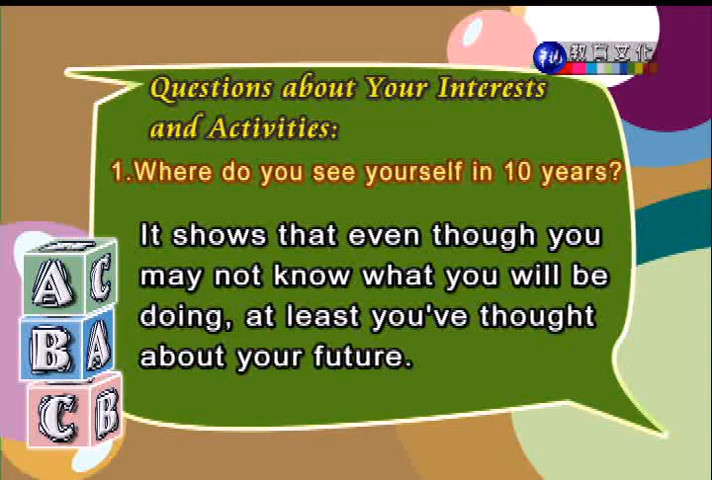 華視 教育文化
Questions about Your Interests
and Activities:
1.Where do you see yourself in 10 years?
It shows that even though you
may not know what you will be
doing, at least you've thought
about your future.
A C
B A
C B